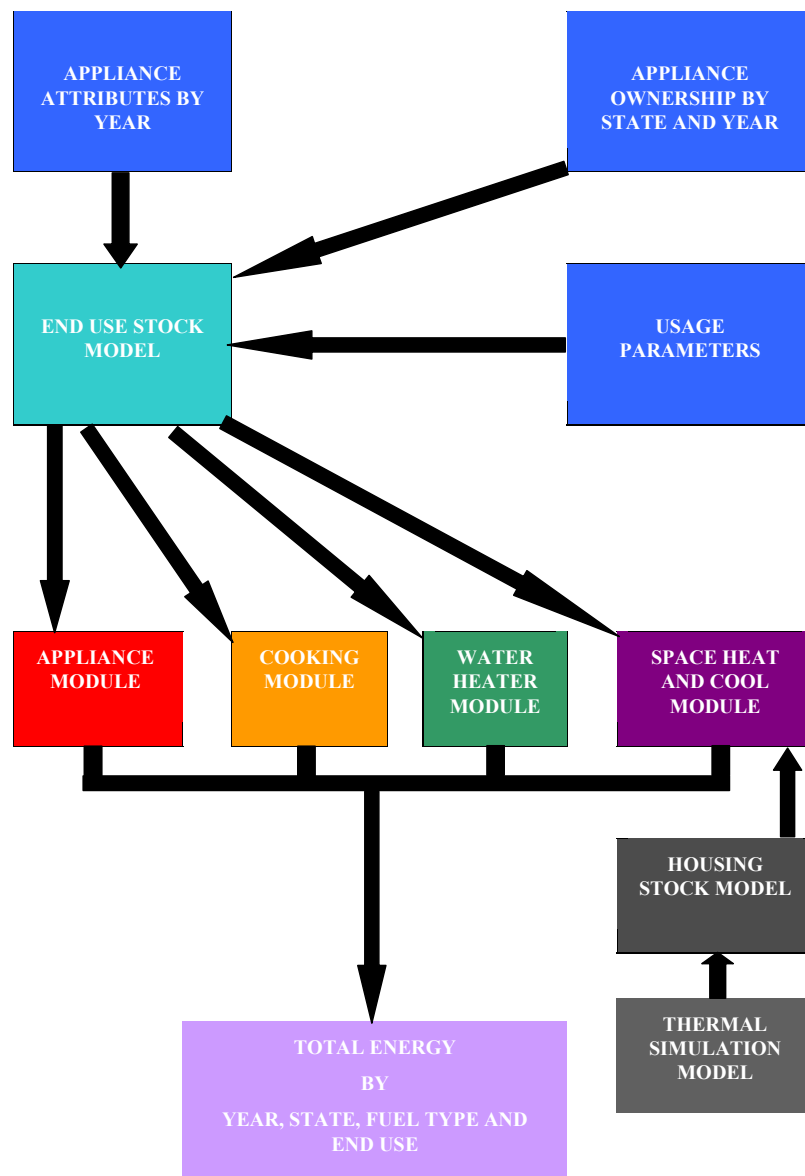 APPLIANCE
ATTRIBUTES BY
YEAR
APPLIANCE
OWNERSHIP BY
STATE AND YEAR
END USE STOCK
MODEL
USAGE
PARAMETERS
APPLIANCE
MODULE
COOKING
MODULE
WATER
HEATER
MODULE
SPACE HEAT
AND COOL
MODULE
HOUSING
STOCK MODEL
THERMAL
SIMULATION
MODEL
TOTAL ENERGY
BY
YEAR, STATE, FUEL TYPE AND
END USE